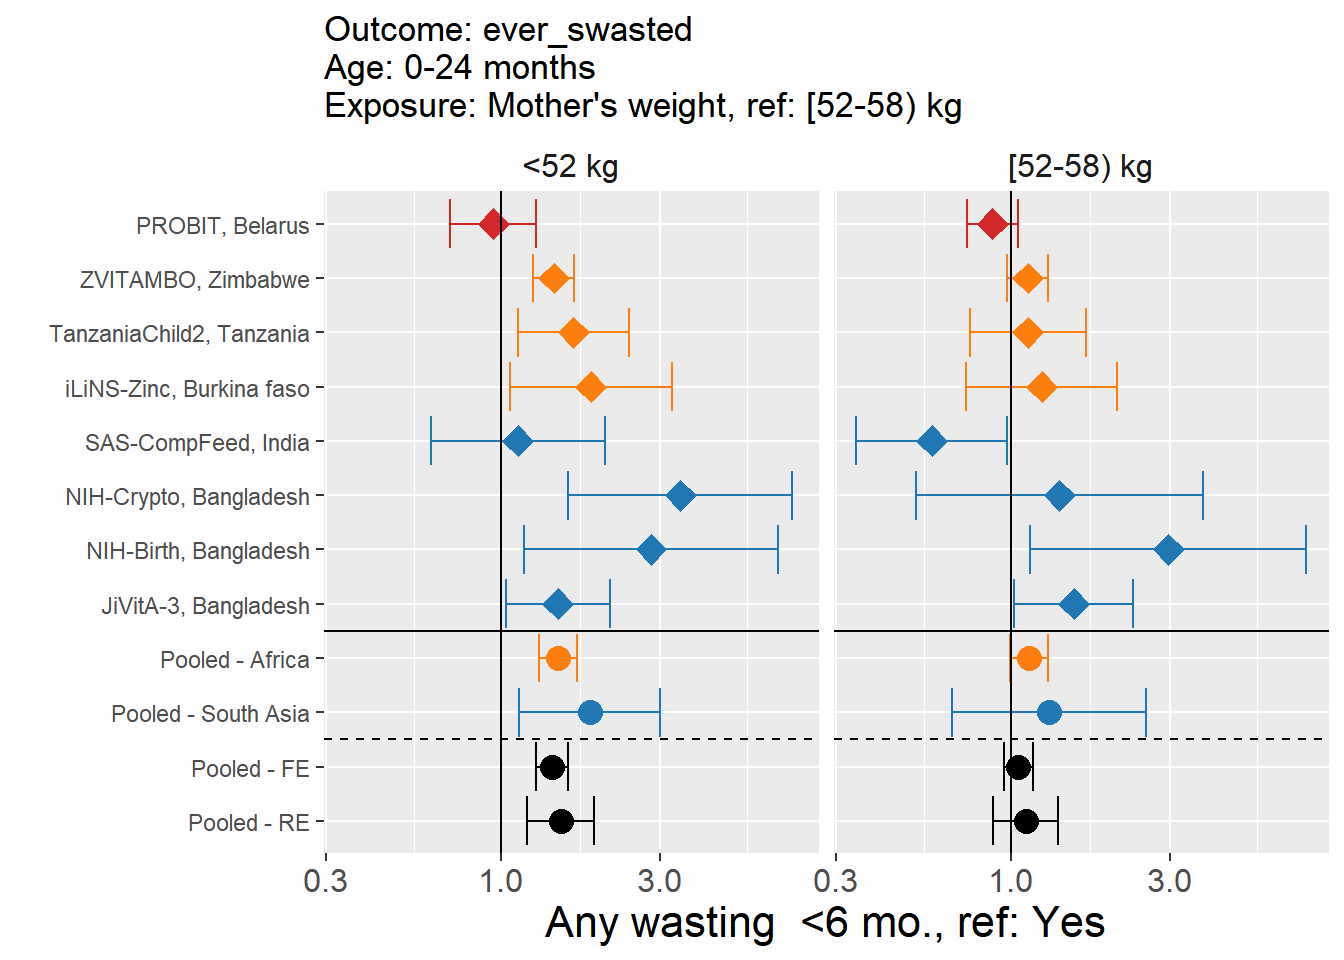 Outcome: ever_swasted
Age: 0-24 months
Exposure: Mother's weight, ref: [52-58) kg
<52 kg
[52-58) kg
PROBIT, Belarus
ZVITAMBO, Zimbabwe
TanzaniaChild2, Tanzania
iLiNS-Zinc, Burkina faso
SAS-CompFeed, India
NIH-Crypto, Bangladesh
NIH-Birth, Bangladesh
JiVitA-3, Bangladesh
Pooled - Africa
Pooled - South Asia
Pooled - FE
Pooled - RE
0.3 1.0 3.0 0.3 1.0 3.0
Any wasting  <6 mo., ref: Yes